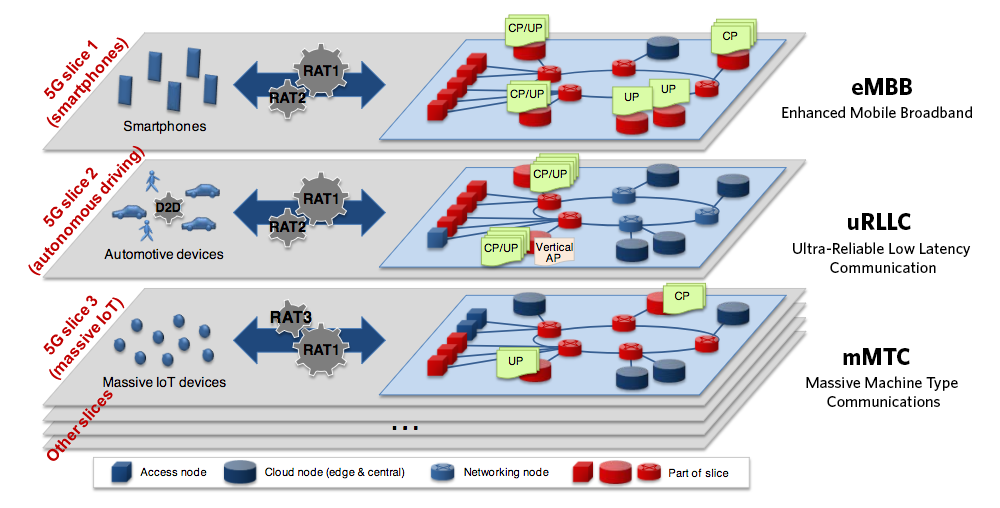 5G slice 1
(smartphones)
Smartphones
RAT1
RAT2
CP/UP
CP
CP/UP
UP
UP
eMBB
Enhanced Mobile Broadband
5G slice 2
(autonomous driving)
D2D
Automotive devices
RAT1
RAT2
CP/UP
CP/UP
Vertical
AP
uRLLC
Ultra-Reliable Low Latency
Communication
5G slice 3
(massive IoT)
Massive IoT devices
RAT3
RAT1
CP
UP
mMTC
Massive Machine Type
Communications
Other slices
...
Access node
Cloud node (edge & central)
Networking node
Part of slice